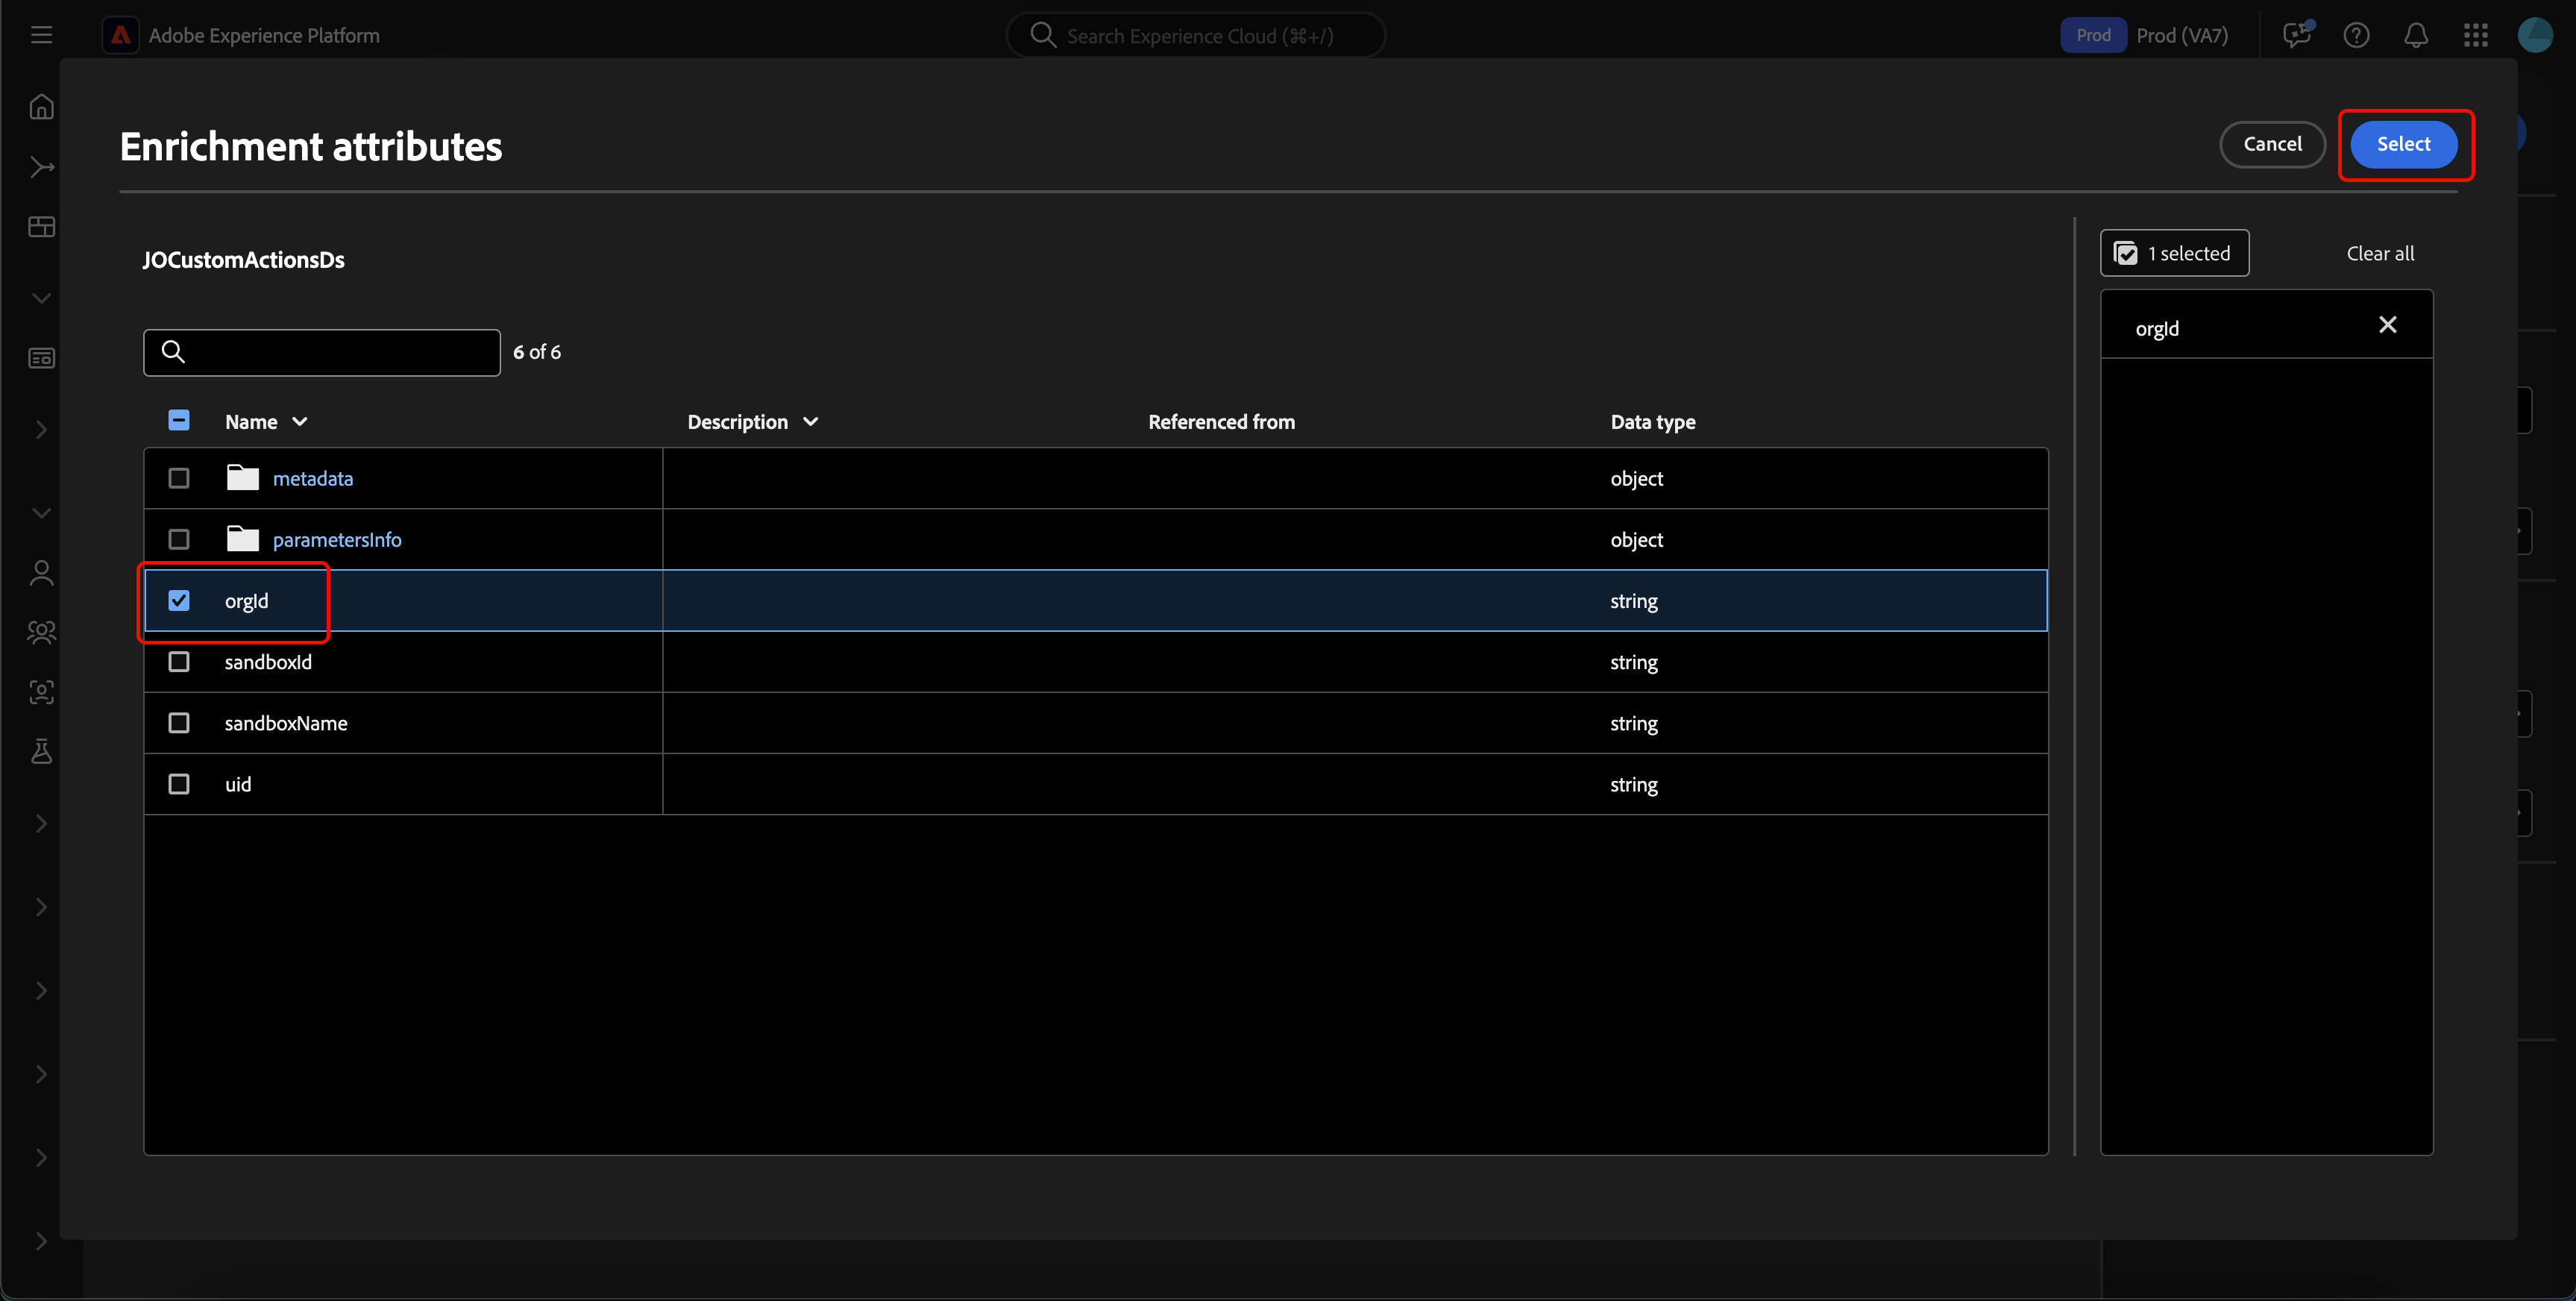 Adobe Experience Platform
Search Experience Cloud (⌘+/)
Prod Prod (VA7)
Enrichment attributes
Cancel Select
JOCustomActionsDs
1 selected Clear all
6 of 6
orgId
Name Description Referenced from Data type
metadata object
parametersInfo object
orgId string
sandboxId string
sandboxName string
uid string